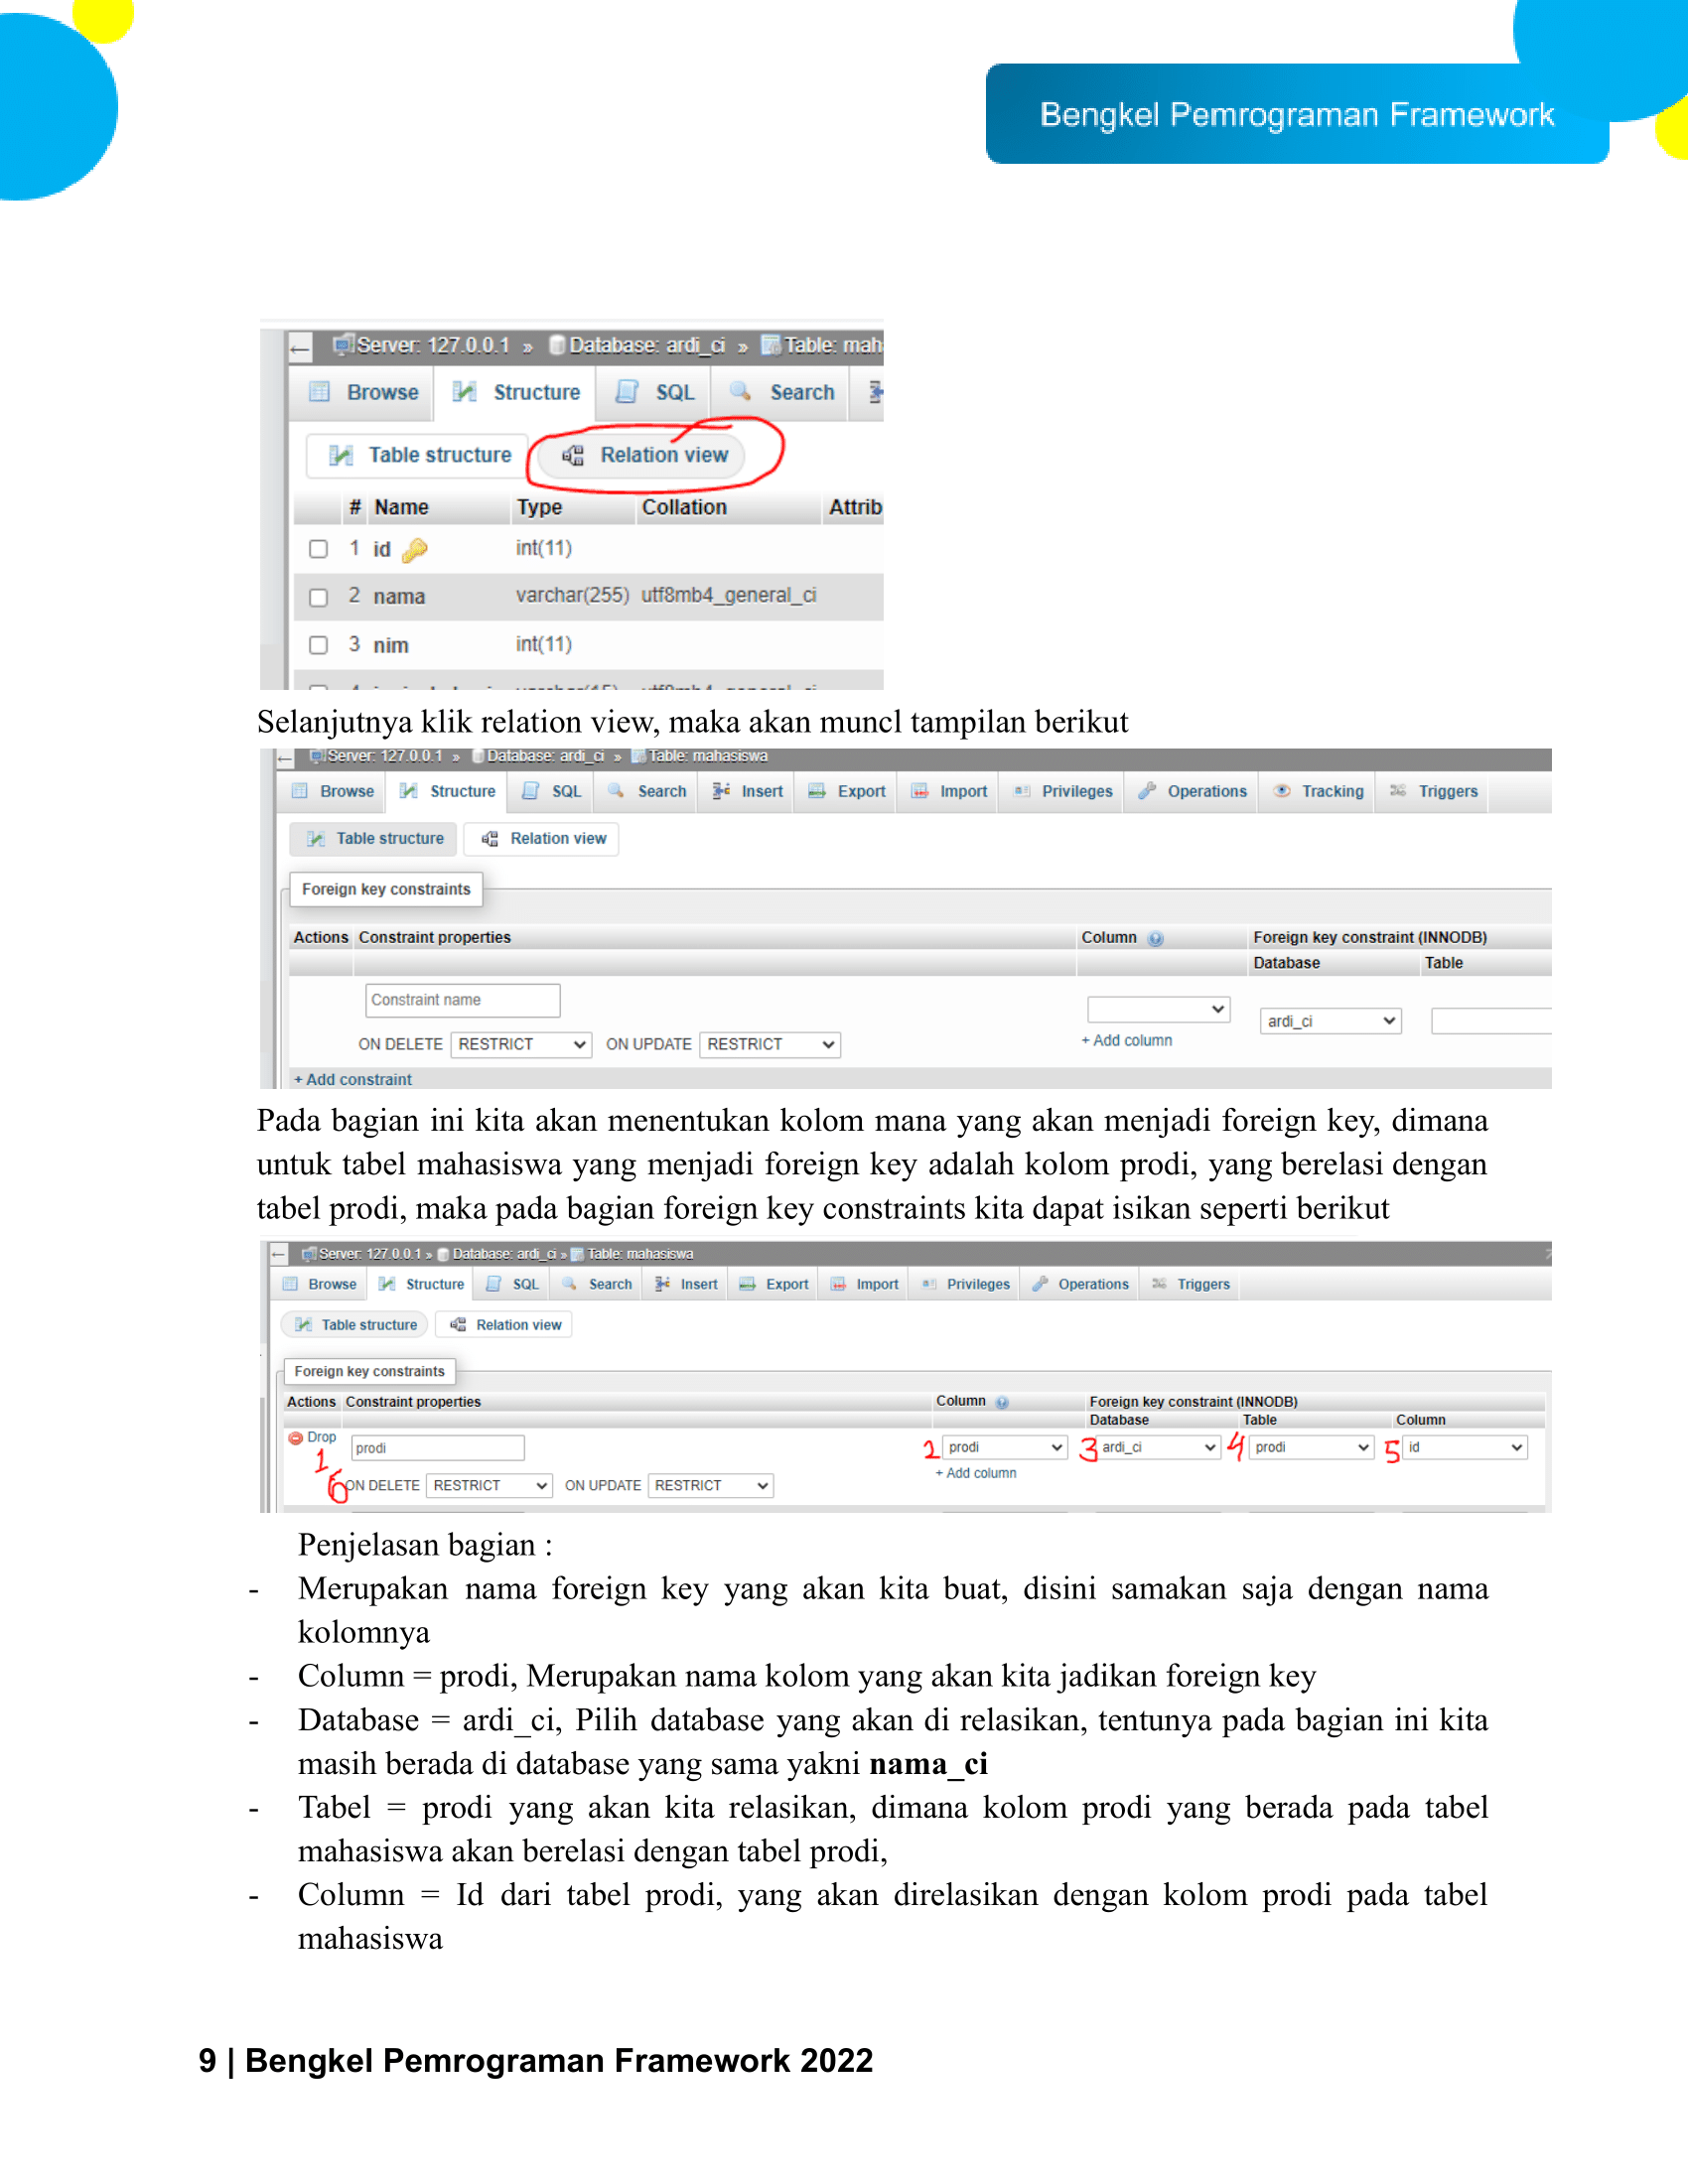 Bengkel Pemrograman Framework
Server: 127.0.0.1 » Database: ardi_ci » Table: mah
Browse Structure SQL Search
Table structure Relation view
# Name Type Collation Attrib
1 id int(11)
2 nama varchar(255) utf8mb4_general_ci
3 nim int(11)
Selanjutnya klik relation view, maka akan muncl tampilan berikut
Server: 127.0.0.1 » Database: ardi_ci » Table: mahasiswa
Browse Structure SQL Search Insert Export Import Privileges Operations Tracking Triggers
Table structure Relation view
Foreign key constraints
Actions Constraint properties Column Foreign key constraint (INNODB)
Database Table
Constraint name
ardi_ci
ON DELETE RESTRICT ON UPDATE RESTRICT + Add column
+ Add constraint
Pada bagian ini kita akan menentukan kolom mana yang akan menjadi foreign key, dimana
untuk tabel mahasiswa yang menjadi foreign key adalah kolom prodi, yang berelasi dengan
tabel prodi, maka pada bagian foreign key constraints kita dapat isikan seperti berikut
Server: 127.0.0.1 » Database: ardi_ci » Table: mahasiswa
Browse Structure SQL Search Insert Export Import Privileges Operations Triggers
Table structure Relation view
Foreign key constraints
Actions Constraint properties Column Foreign key constraint (INNODB)
Database Table Column
Drop 1 prodi 2 prodi 3 ardi_ci 4 prodi 5 id
+ Add column
6 ON DELETE RESTRICT ON UPDATE RESTRICT
Penjelasan bagian :
- Merupakan nama foreign key yang akan kita buat, disini samakan saja dengan nama
kolomnya
- Column = prodi, Merupakan nama kolom yang akan kita jadikan foreign key
- Database = ardi_ci, Pilih database yang akan di relasikan, tentunya pada bagian ini kita
masih berada di database yang sama yakni nama_ci
- Tabel = prodi yang akan kita relasikan, dimana kolom prodi yang berada pada tabel
mahasiswa akan berelasi dengan tabel prodi,
- Column = Id dari tabel prodi, yang akan direlasikan dengan kolom prodi pada tabel
mahasiswa
9 | Bengkel Pemrograman Framework 2022